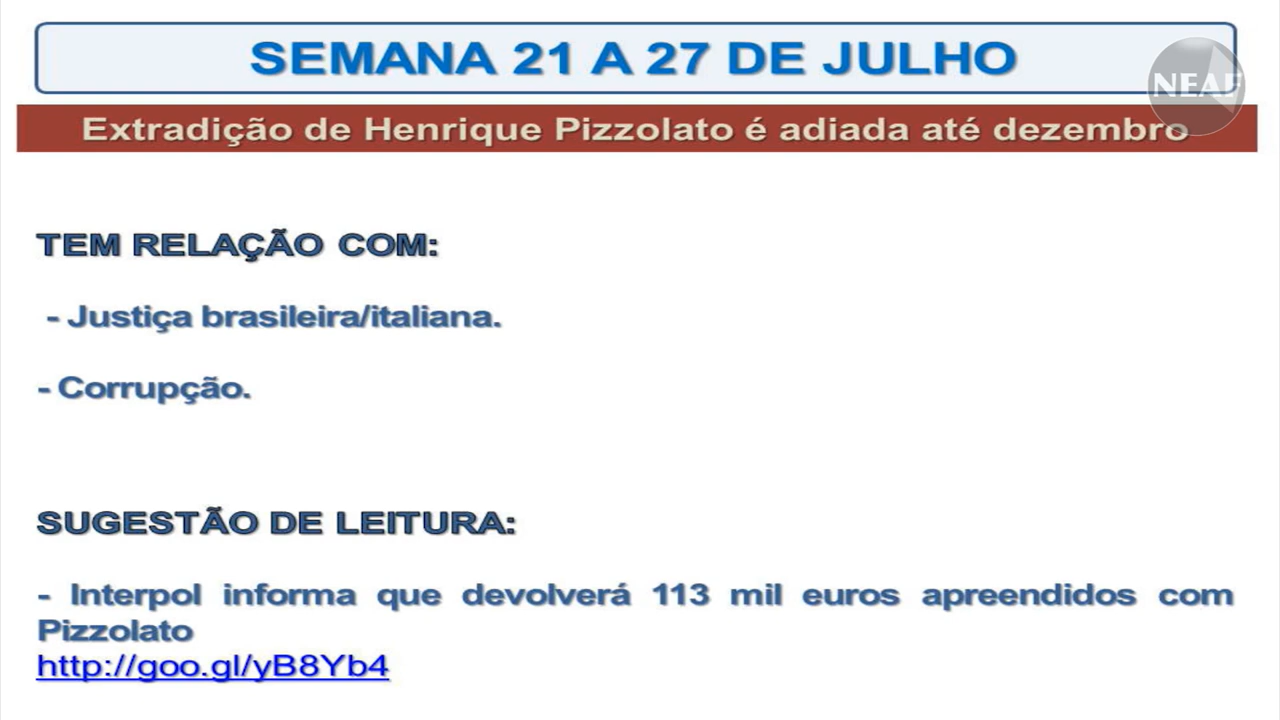 SEMANA 21 A 27 DE JULHO
NEAF
Extradição de Henrique Pizzolato é adiada até dezembro
TEM RELAÇÃO COM:
- Justiça brasileira/italiana.
- Corrupção.
SUGESTÃO DE LEITURA:
- Interpol informa que devolverá 113 mil euros apreendidos com
Pizzolato
http://goo.gl/yB8Yb4